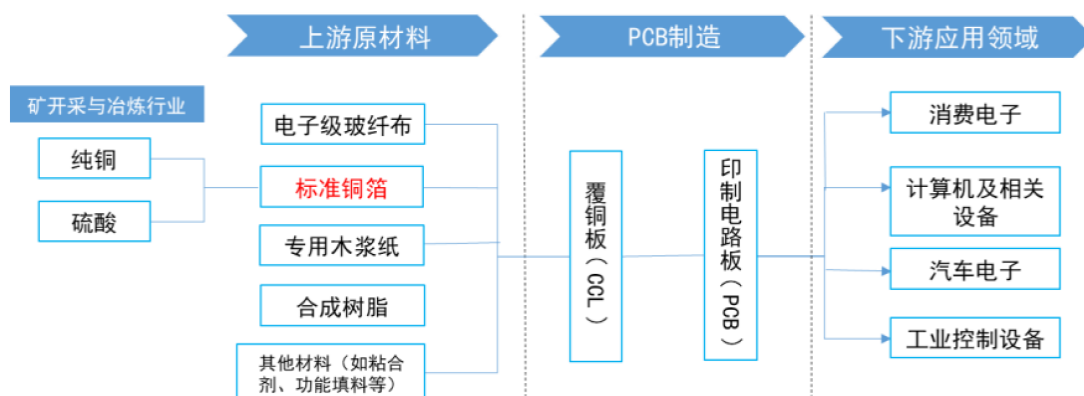 上游原材料
PCB制造
下游应用领域
矿开采与冶炼行业
纯铜
硫酸
电子级玻纤布
标准铜箔
专用木浆纸
合成树脂
其他材料（如粘合
剂、功能填料等）
覆铜板（CCL）
印制电路板（PCB）
消费电子
计算机及相关
设备
汽车电子
工业控制设备